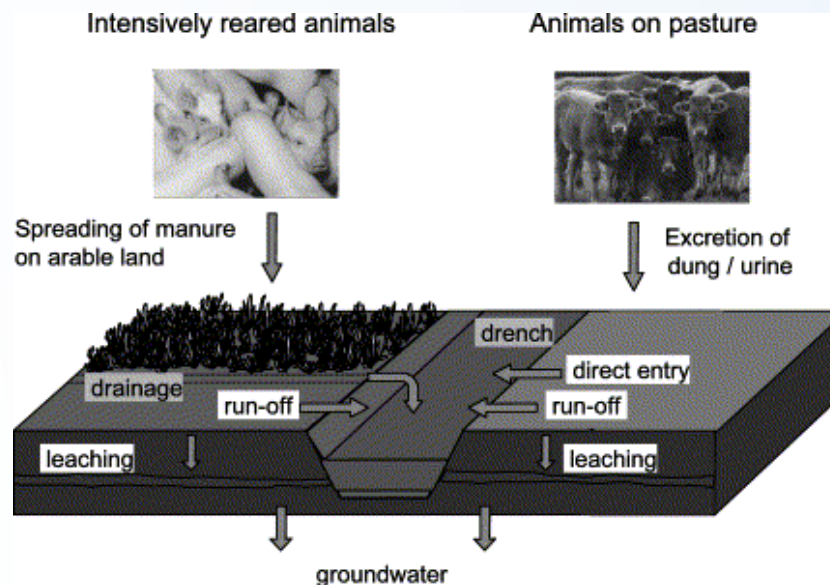 Intensively reared animals
Animals on pasture
Spreading of manure
on arable land
Excretion of
dung / urine
drench
drainage
direct entry
run-off
run-off
leaching
leaching
groundwater